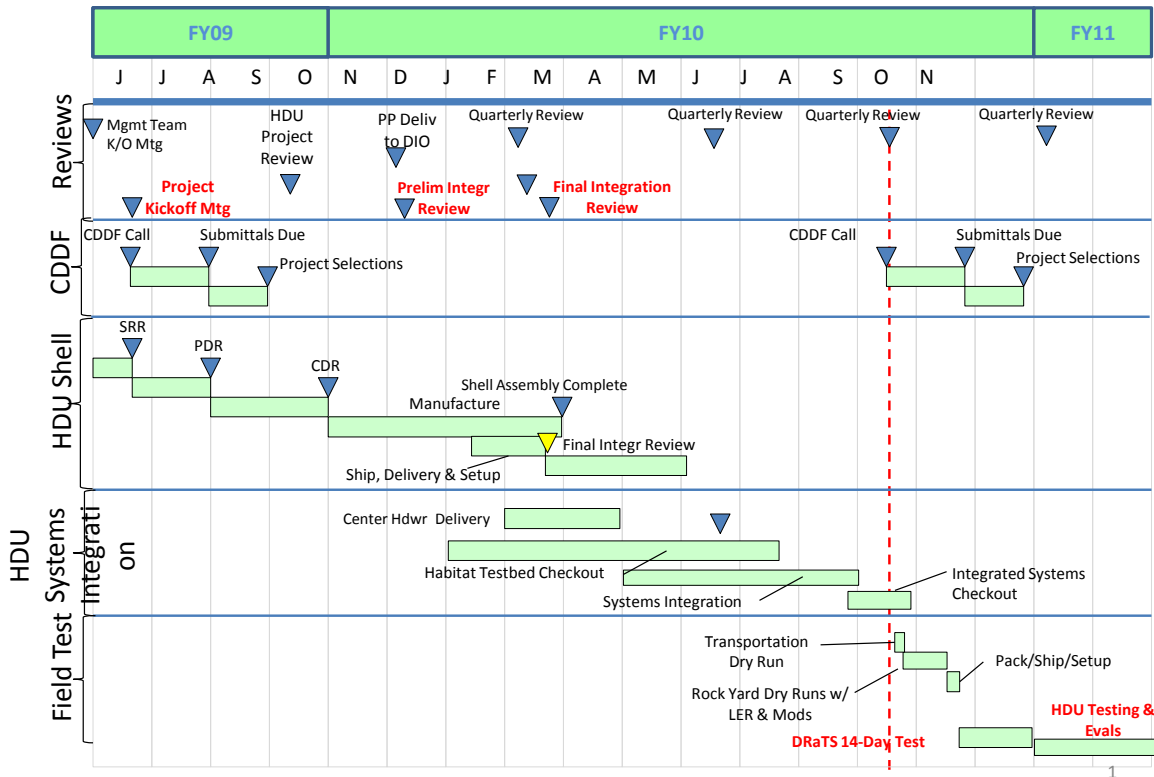 FY09 FY10 FY11
J J A S O N D J F M A M J J A S O N
Reviews
Mgmt Team
K/O Mtg
HDU
Project
Review
PP Deliv
to DIO
Quarterly Review
Quarterly Review
Quarterly Review
Quarterly Review
Project
Kickoff Mtg
Prelim Integr
Review
Final Integration
Review
CDDF
CDDF Call
Submittals Due
Project Selections
CDDF Call
Submittals Due
Project Selections
HDU Shell
SRR
PDR
CDR
Shell Assembly Complete
Manufacture
Final Integr Review
Ship, Delivery & Setup
HDU
Systems
Integrati
on
Center Hdwr Delivery
Habitat Testbed Checkout
Systems Integration
Integrated Systems
Checkout
Field Test
Transportation
Dry Run
Pack/Ship/Setup
Rock Yard Dry Runs w/
LER & Mods
HDU Testing &
Evals
DRaTS 14-Day Test
1